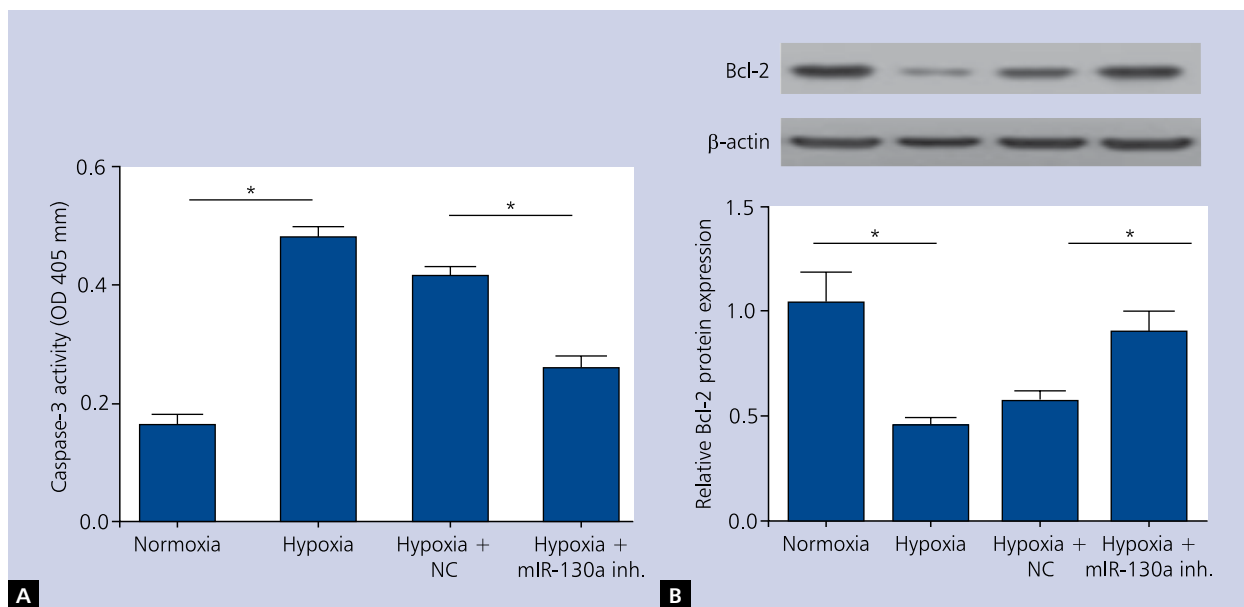 0.6
0.4
0.2
0.0
Caspase-3 activity (OD 405 mm)
*
*
Normoxia
Hypoxia
Hypoxia +
NC
Hypoxia +
mIR-130a inh.
A
Bcl-2
β-actin
1.5
1.0
0.5
0.0
Relative Bcl-2 protein expression
*
*
Normoxia
Hypoxia
Hypoxia +
NC
Hypoxia +
mIR-130a inh.
B